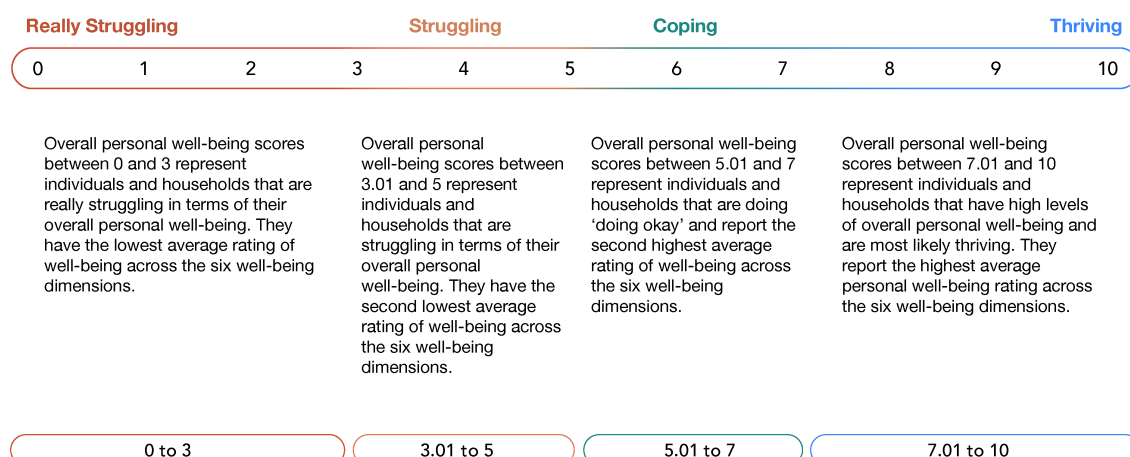 Really Struggling
Struggling
Coping
Thriving
0 1 2 3 4 5 6 7 8 9 10
Overall personal well-being scores
between 0 and 3 represent
individuals and households that are
really struggling in terms of their
overall personal well-being. They
have the lowest average rating of
well-being across the six well-being
dimensions.
Overall personal
well-being scores between
3.01 and 5 represent
individuals and
households that are
struggling in terms of their
overall personal
well-being. They have the
second lowest average
rating of well-being across
the six well-being
dimensions.
Overall personal well-being
scores between 5.01 and 7
represent individuals and
households that are doing
‘doing okay’ and report the
second highest average
rating of well-being across
the six well-being
dimensions.
Overall personal well-being
scores between 7.01 and 10
represent individuals and
households that have high levels
of overall personal well-being and
are most likely thriving. They
report the highest average
personal well-being rating across
the six well-being dimensions.
0 to 3
3.01 to 5
5.01 to 7
7.01 to 10